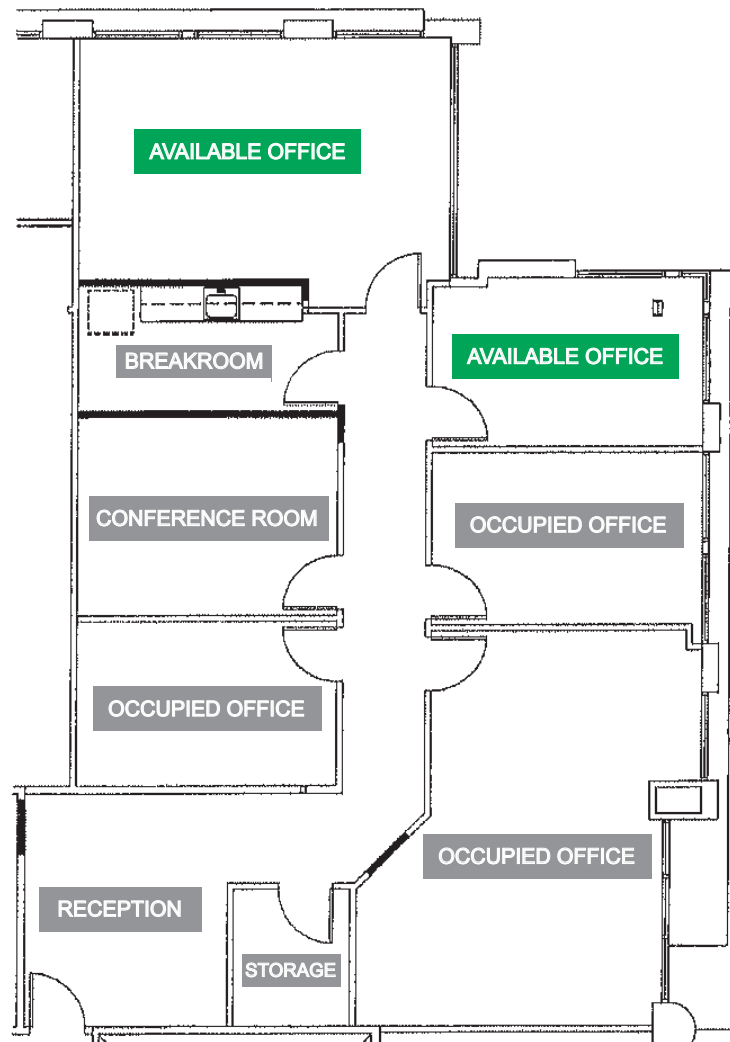 AVAILABLE OFFICE
BREAKROOM
AVAILABLE OFFICE
CONFERENCE ROOM
OCCUPIED OFFICE
OCCUPIED OFFICE
OCCUPIED OFFICE
RECEPTION
STORAGE